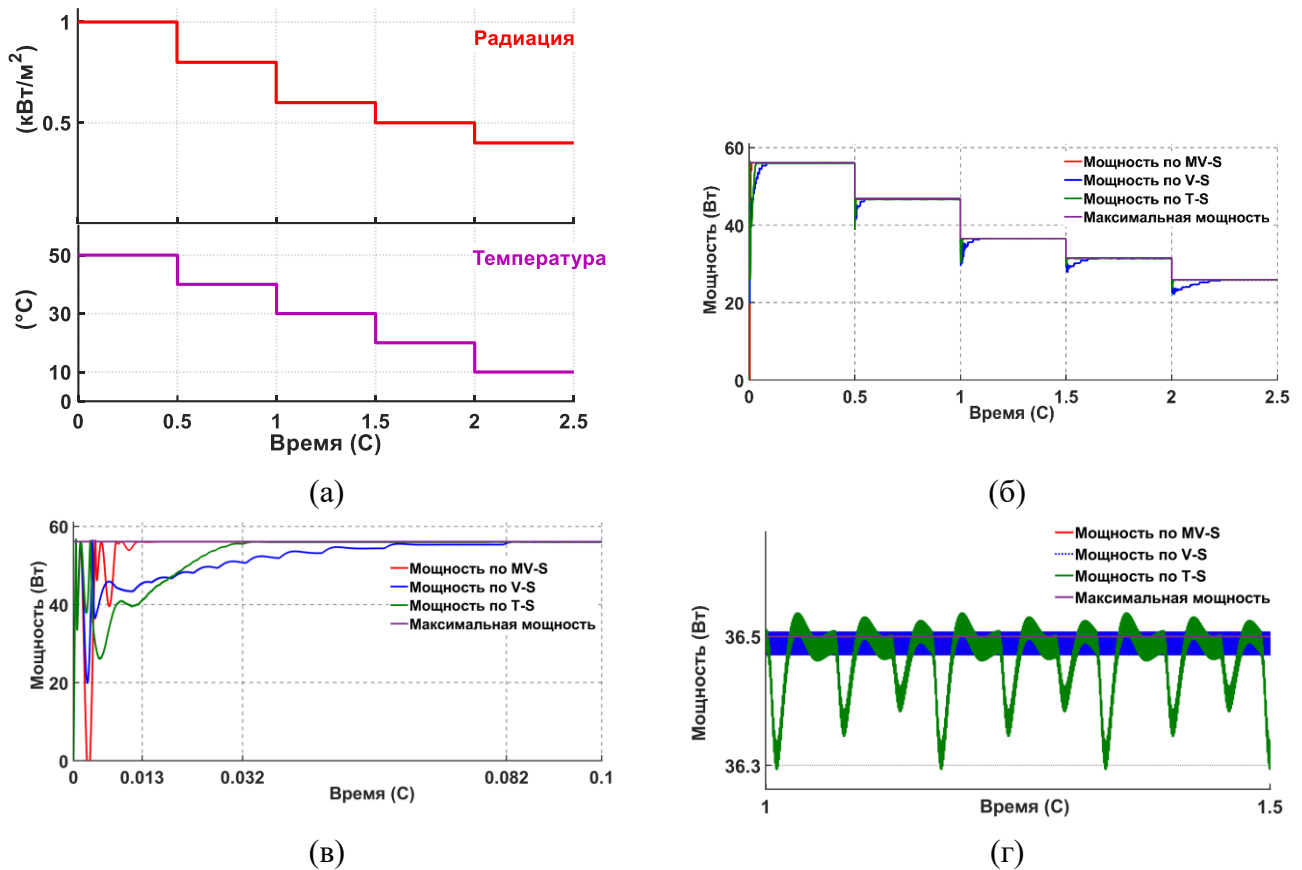 1
0.5
(кВт/м²)
Радиация
50
30
10
0
(°C)
Температура
0 0.5 1 1.5 2 2.5
Время (С)
(а)
60
40
20
0
Мощность (Вт)
Мощность по MV-S
Мощность по V-S
Мощность по T-S
Максимальная мощность
0 0.5 1 1.5 2 2.5
Время (С)
(б)
60
40
20
0
Мощность (Вт)
Мощность по MV-S
Мощность по V-S
Мощность по T-S
Максимальная мощность
0 0.013 0.032 0.082 0.1
Время (С)
(в)
Мощность по MV-S
Мощность по V-S
Мощность по T-S
Максимальная мощность
36.5
36.3
Мощность (Вт)
1 1.5
Время (С)
(г)